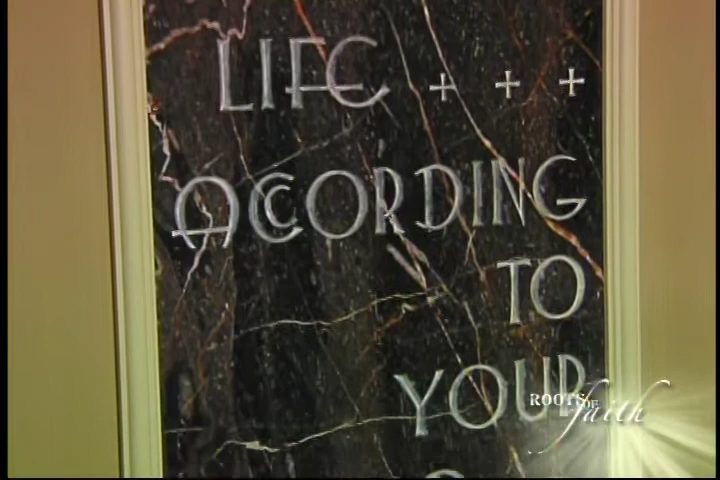 LIFE + + +
ACCORDING
TO
YOUR
ROOTS OF
faith